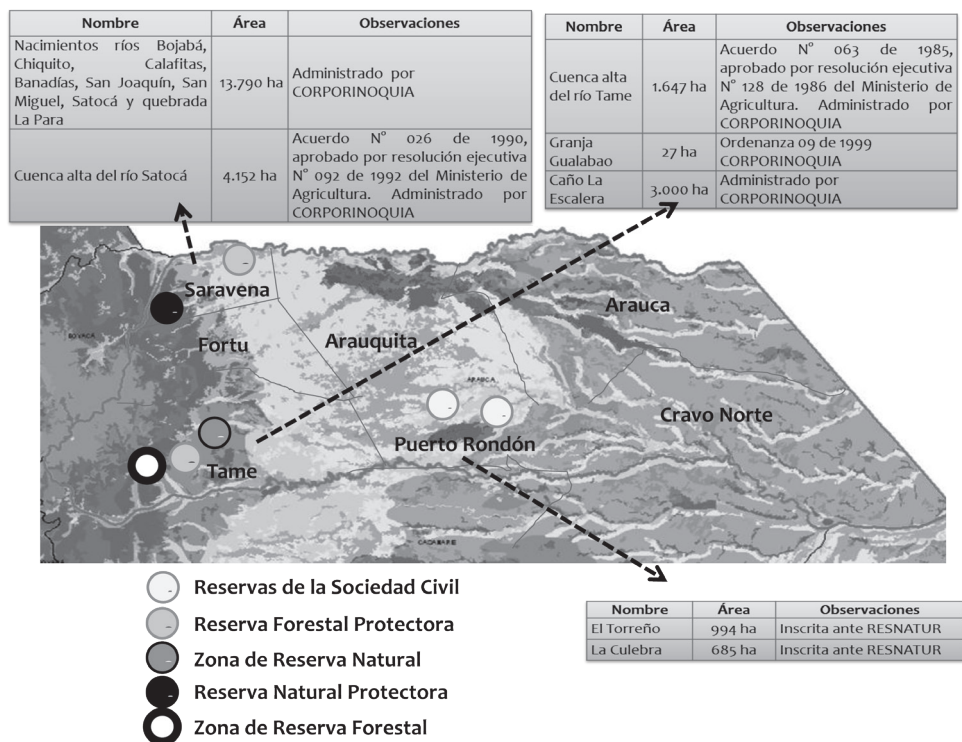 Nombre Área Observaciones
Nacimientos ríos Bojabá,
Chiquito, Calafitas,
Banadías, San Joaquín, San
Miguel, Satocá y quebrada
La Para
13.790 ha
Administrado por
CORPORINOQUIA
Cuenca alta del río Satocá
4.152 ha
Acuerdo N° 026 de 1990,
aprobado por resolución ejecutiva
N° 092 de 1992 del Ministerio de
Agricultura. Administrado por
CORPORINOQUIA
Nombre Área Observaciones
Cuenca alta
del río Tame
1.647 ha
Acuerdo N° 063 de 1985,
aprobado por resolución ejecutiva
N° 128 de 1986 del Ministerio de
Agricultura. Administrado por
CORPORINOQUIA
Granja
Gualabao
27 ha
Ordenanza 09 de 1999
CORPORINOQUIA
Caño La
Escalera
3.000 ha
Administrado por
CORPORINOQUIA
Saravena
Arauca
BOYACÁ
Fortu
Arauquita
ARAUCA
Cravo Norte
Puerto Rondón
Tame
CASANARE
Reservas de la Sociedad Civil
Reserva Forestal Protectora
Zona de Reserva Natural
Reserva Natural Protectora
Zona de Reserva Forestal
Nombre Área Observaciones
El Torreño 994 ha Inscrita ante RESNATUR
La Culebra 685 ha Inscrita ante RESNATUR